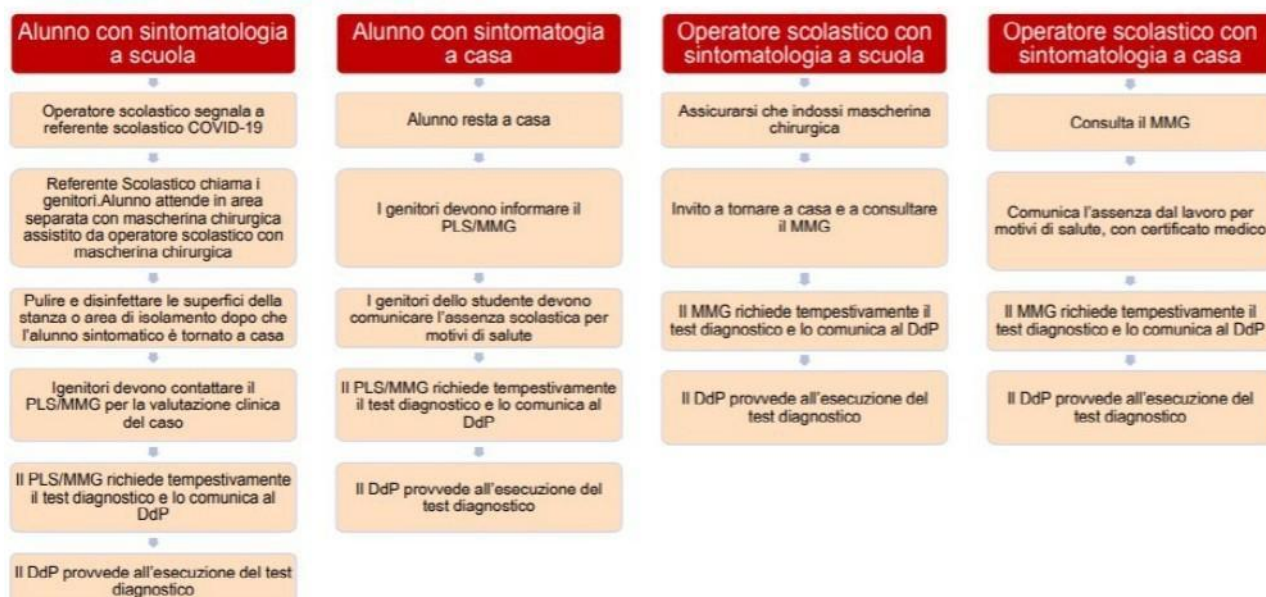 Alunno con sintomatologia
a scuola
Operatore scolastico segnala a
referente scolastico COVID-19
Referente Scolastico chiama i
genitori.Alunno attende in area
separata con mascherina chirurgica
assistito da operatore scolastico con
mascherina chirurgica
Pulire e disinfettare le superfici della
stanza o area di isolamento dopo che
l'alunno sintomatico è tornato a casa
Igenitori devono contattare il
PLS/MMG per la valutazione clinica
del caso
Il PLS/MMG richiede tempestivamente
il test diagnostico e lo comunica al
DdP
Il DdP provvede all'esecuzione del test
diagnostico
Alunno con sintomatogia
a casa
Alunno resta a casa
I genitori devono informare il
PLS/MMG
I genitori dello studente devono
comunicare l'assenza scolastica per
motivi di salute
Il PLS/MMG richiede tempestivamente
il test diagnostico e lo comunica al
DdP
Il DdP provvede all'esecuzione del
test diagnostico
Operatore scolastico con
sintomatologia a scuola
Assicurarsi che indossi mascherina
chirurgica
Invito a tornare a casa e a consultare
il MMG
Il MMG richiede tempestivamente il
test diagnostico e lo comunica al DdP
Il DdP provvede all'esecuzione del
test diagnostico
Operatore scolastico con
sintomatologia a casa
Consulta il MMG
Comunica l'assenza dal lavoro per
motivi di salute, con certificato medico
Il MMG richiede tempestivamente il
test diagnostico e lo comunica al DdP
Il DdP provvede all'esecuzione del
test diagnostico